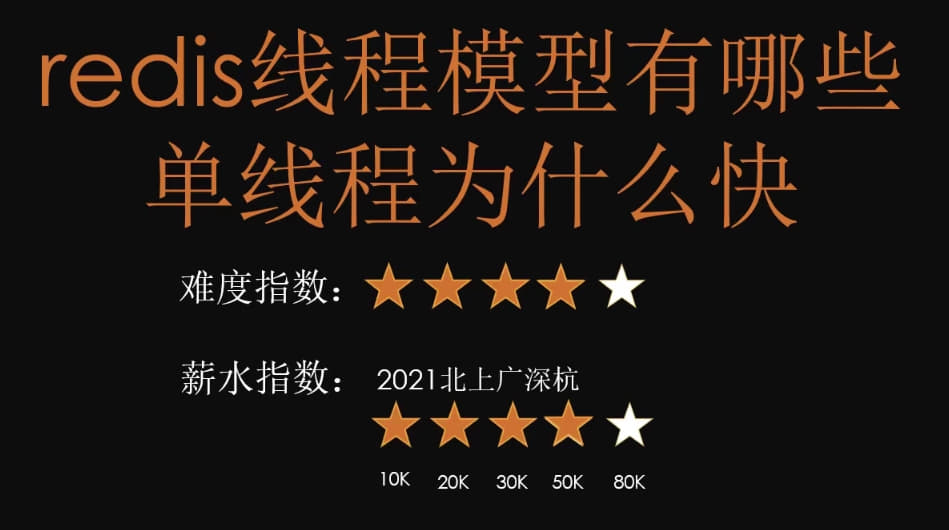 redis线程模型有哪些
单线程为什么快
难度指数：
薪水指数： 2021北上广深杭
10K 20K 30K 50K 80K